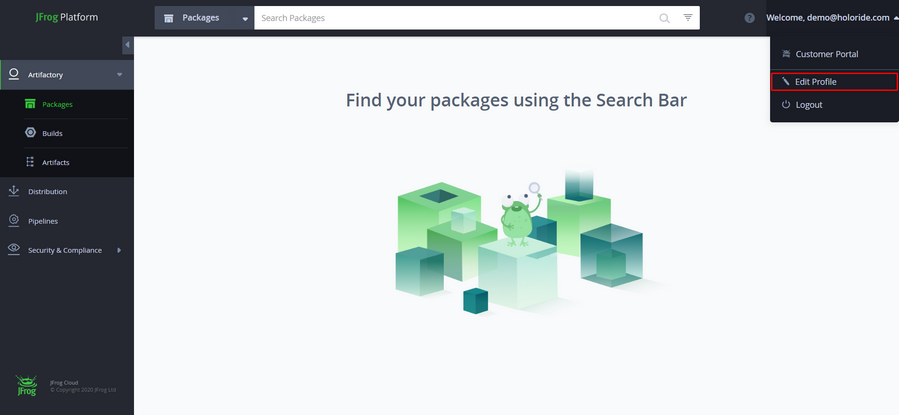 JFrog Platform
Packages
Search Packages
Welcome, demo@holoride.com
Customer Portal
Edit Profile
Logout
Artifactory
Packages
Builds
Artifacts
Distribution
Pipelines
Security & Compliance
Find your packages using the Search Bar
JFrog
JFrog Cloud
© Copyright 2020 JFrog Ltd